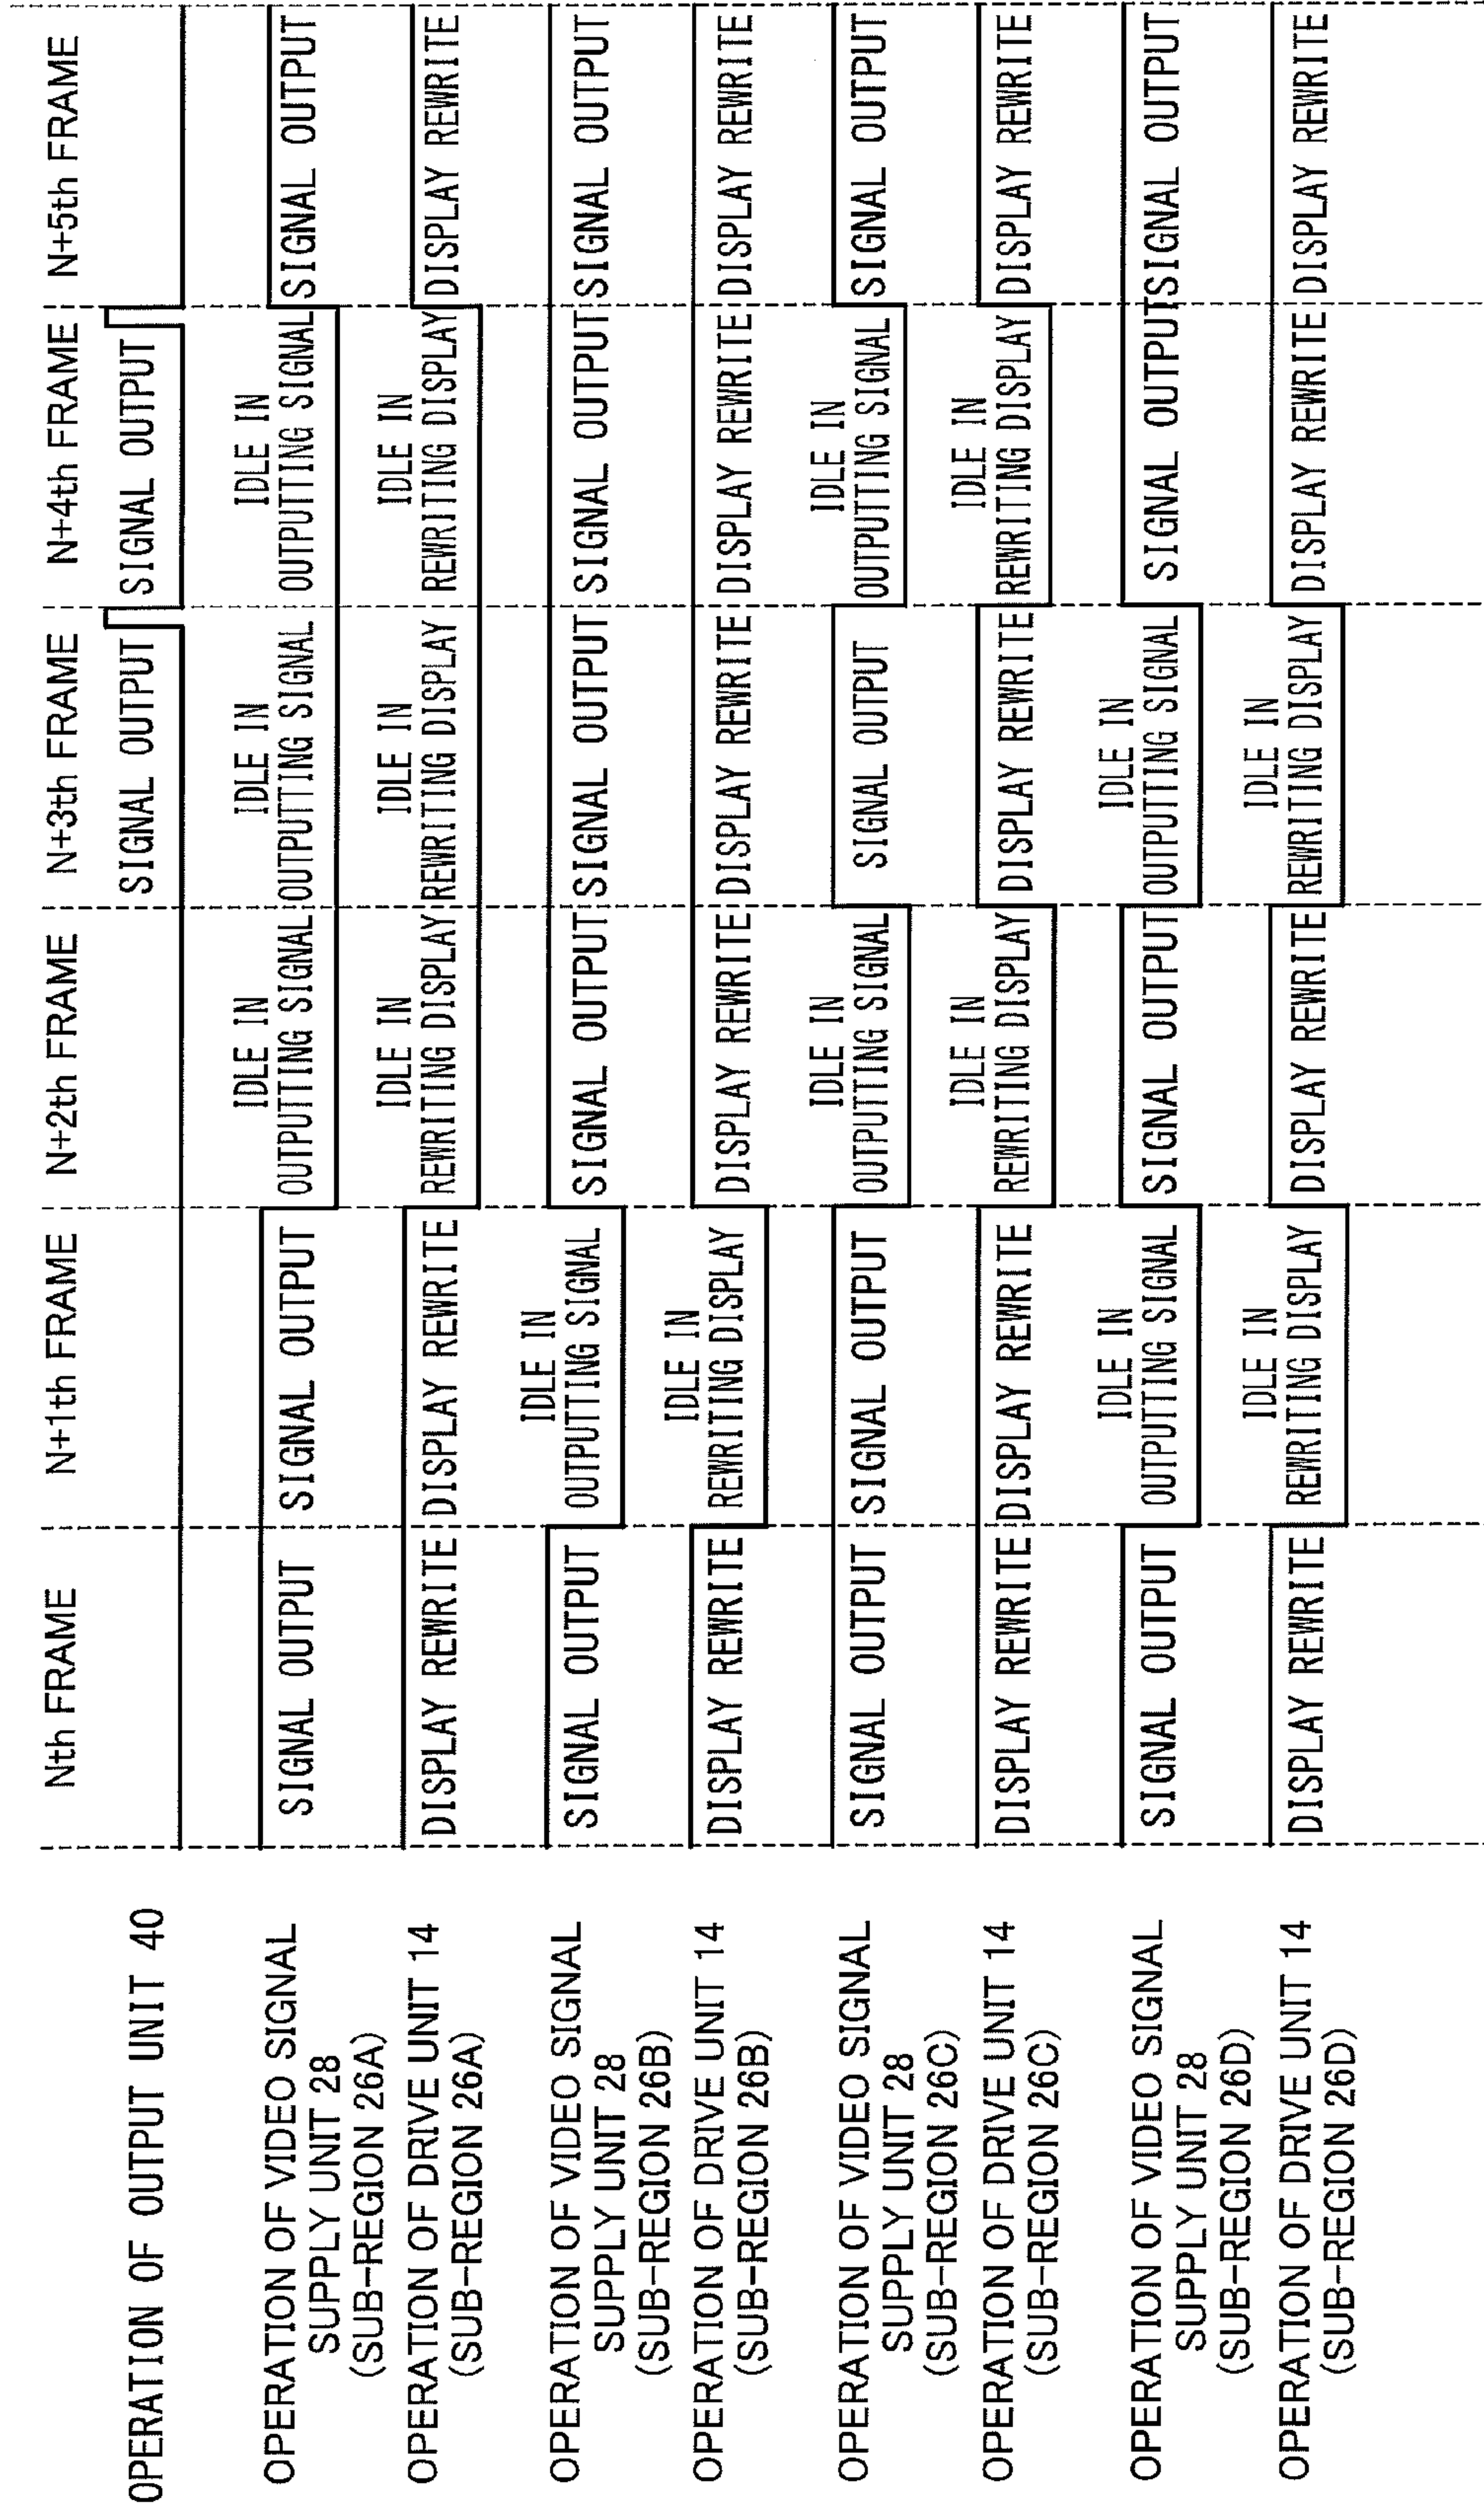 Nth FRAME
N+1th FRAME
N+2th FRAME
N+3th FRAME
N+4th FRAME
N+5th FRAME
OPERATION OF OUTPUT UNIT 40
SIGNAL OUTPUT
SIGNAL OUTPUT
OPERATION OF VIDEO SIGNAL
SUPPLY UNIT 28
(SUB-REGION 26A)
SIGNAL OUTPUT
SIGNAL OUTPUT
IDLE IN
OUTPUTTING SIGNAL
IDLE IN
OUTPUTTING SIGNAL
IDLE IN
OUTPUTTING SIGNAL
SIGNAL OUTPUT
OPERATION OF DRIVE UNIT 14
(SUB-REGION 26A)
DISPLAY REWRITE
DISPLAY REWRITE
IDLE IN
REWRITING DISPLAY
IDLE IN
REWRITING DISPLAY
IDLE IN
REWRITING DISPLAY
DISPLAY REWRITE
OPERATION OF VIDEO SIGNAL
SUPPLY UNIT 28
(SUB-REGION 26B)
SIGNAL OUTPUT
IDLE IN
OUTPUTTING SIGNAL
SIGNAL OUTPUT
SIGNAL OUTPUT
SIGNAL OUTPUT
SIGNAL OUTPUT
OPERATION OF DRIVE UNIT 14
(SUB-REGION 26B)
DISPLAY REWRITE
IDLE IN
REWRITING DISPLAY
DISPLAY REWRITE
DISPLAY REWRITE
DISPLAY REWRITE
DISPLAY REWRITE
OPERATION OF VIDEO SIGNAL
SUPPLY UNIT 28
(SUB-REGION 26C)
SIGNAL OUTPUT
SIGNAL OUTPUT
IDLE IN
OUTPUTTING SIGNAL
SIGNAL OUTPUT
IDLE IN
OUTPUTTING SIGNAL
SIGNAL OUTPUT
OPERATION OF DRIVE UNIT 14
(SUB-REGION 26C)
DISPLAY REWRITE
DISPLAY REWRITE
IDLE IN
REWRITING DISPLAY
DISPLAY REWRITE
IDLE IN
REWRITING DISPLAY
DISPLAY REWRITE
OPERATION OF VIDEO SIGNAL
SUPPLY UNIT 28
(SUB-REGION 26D)
SIGNAL OUTPUT
IDLE IN
OUTPUTTING SIGNAL
SIGNAL OUTPUT
IDLE IN
OUTPUTTING SIGNAL
SIGNAL OUTPUT
SIGNAL OUTPUT
OPERATION OF DRIVE UNIT 14
(SUB-REGION 26D)
DISPLAY REWRITE
IDLE IN
REWRITING DISPLAY
DISPLAY REWRITE
IDLE IN
REWRITING DISPLAY
DISPLAY REWRITE
DISPLAY REWRITE